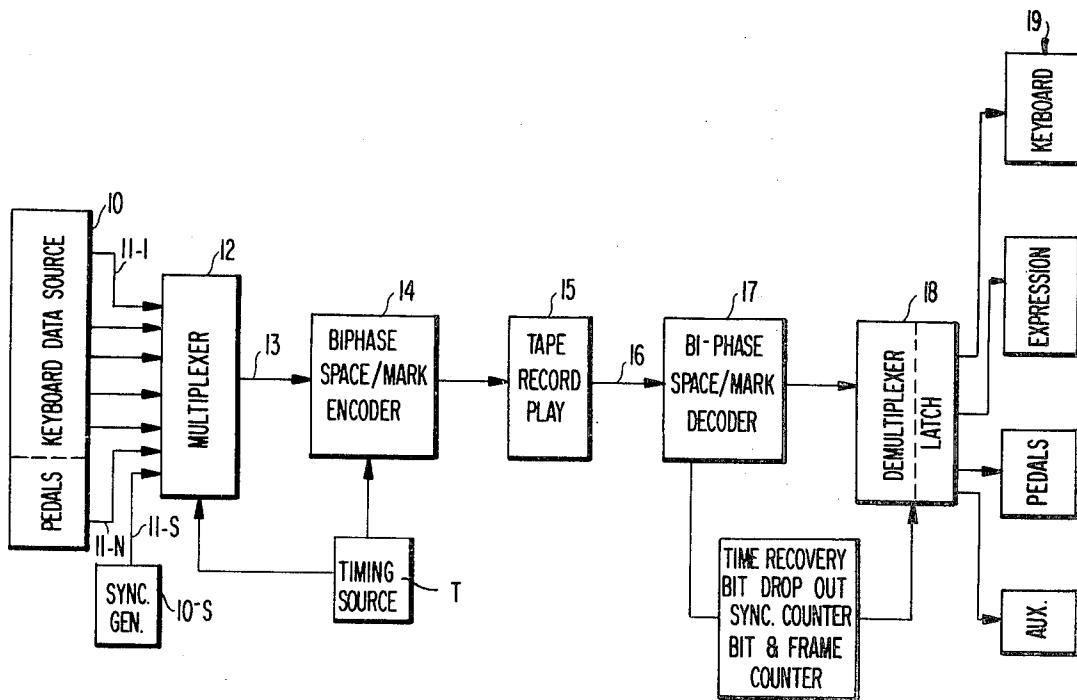 10
KEYBOARD DATA SOURCE
PEDALS
11-1
11-N
11-S
SYNC.
GEN.
10-S
12
MULTIPLEXER
13
14
BIPHASE
SPACE/MARK
ENCODER
TIMING
SOURCE
T
15
TAPE
RECORD
PLAY
16
17
BI-PHASE
SPACE/MARK
DECODER
TIME RECOVERY
BIT DROP OUT
SYNC. COUNTER
BIT & FRAME
COUNTER
18
DEMULTIPLEXER
LATCH
19
KEYBOARD
EXPRESSION
PEDALS
AUX.